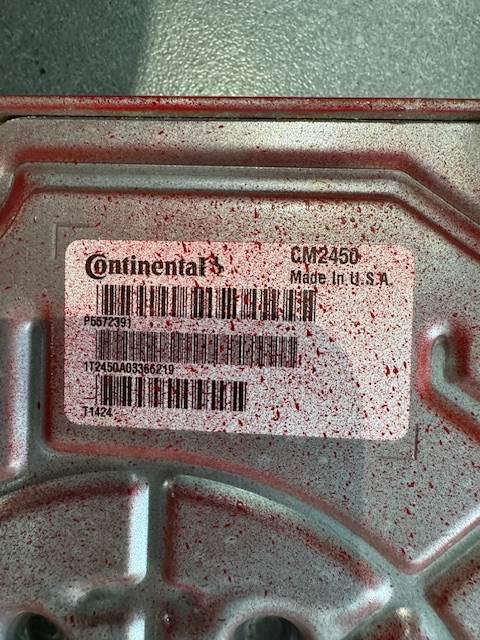 Continental
CM2450
Made In U.S.A.
P5572391
1T2450A03366219
T1424